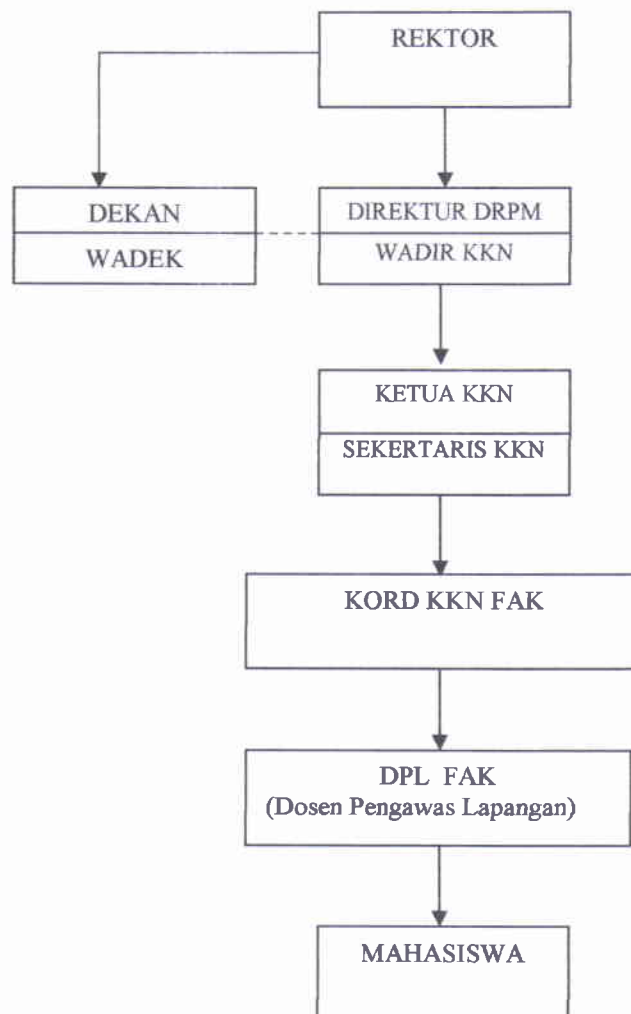 REKTOR
DEKAN
WADEK
DIREKTUR DRPM
WADIR KKN
KETUA KKN
SEKERTARIS KKN
KORD KKN FAK
DPL FAK
(Dosen Pengawas Lapangan)
MAHASISWA